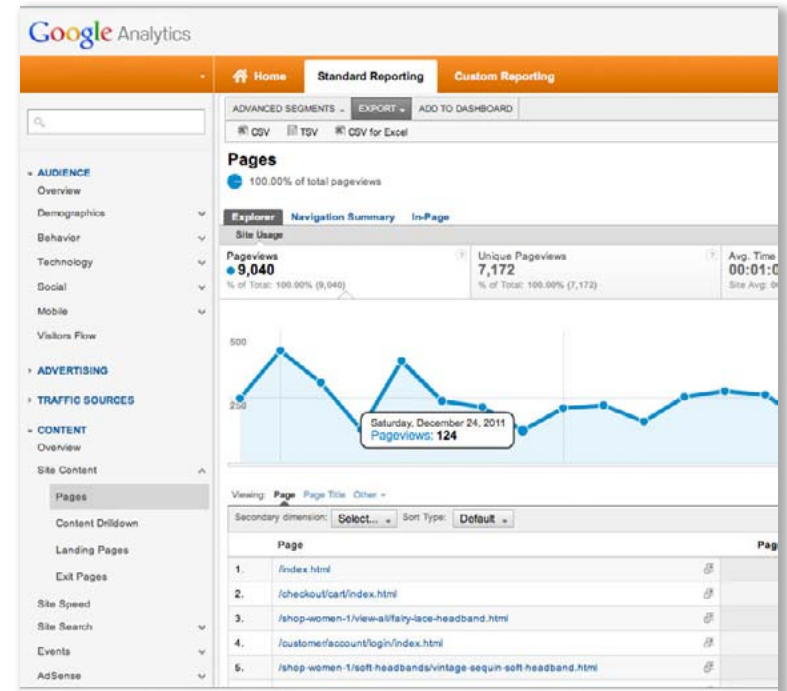 Google Analytics
Home Standard Reporting Custom Reporting
ADVANCED SEGMENTS EXPORT ADD TO DASHBOARD
CSV TSV CSV for Excel
Pages
100.00% of total pageviews
Explorer Navigation Summary In-Page
Site Usage
Pageviews ? Unique Pageviews ? Avg. Time
9,040 7,172 00:01:0
% of Total: 100.00% (9,040) % of Total: 100.00% (7,172) Site Avg: 0
500
250
Saturday, December 24, 2011
Pageviews: 124
AUDIENCE
Overview
Demographics
Behavior
Technology
Social
Mobile
Visitors Flow
ADVERTISING
TRAFFIC SOURCES
CONTENT
Overview
Site Content
Pages
Content Drilldown
Landing Pages
Exit Pages
Site Speed
Site Search
Events
AdSense
Viewing: Page Page Title Other
Secondary dimension: Select... Sort Type: Default
Page Pag
1. /index.html
2. /checkout/cart/index.html
3. /shop-women-1/view-all/fairy-lace-headband.html
4. /customer/account/login/index.html
5. /shop-women-1/soft-headbands/vintage-sequin-soft-headband.html